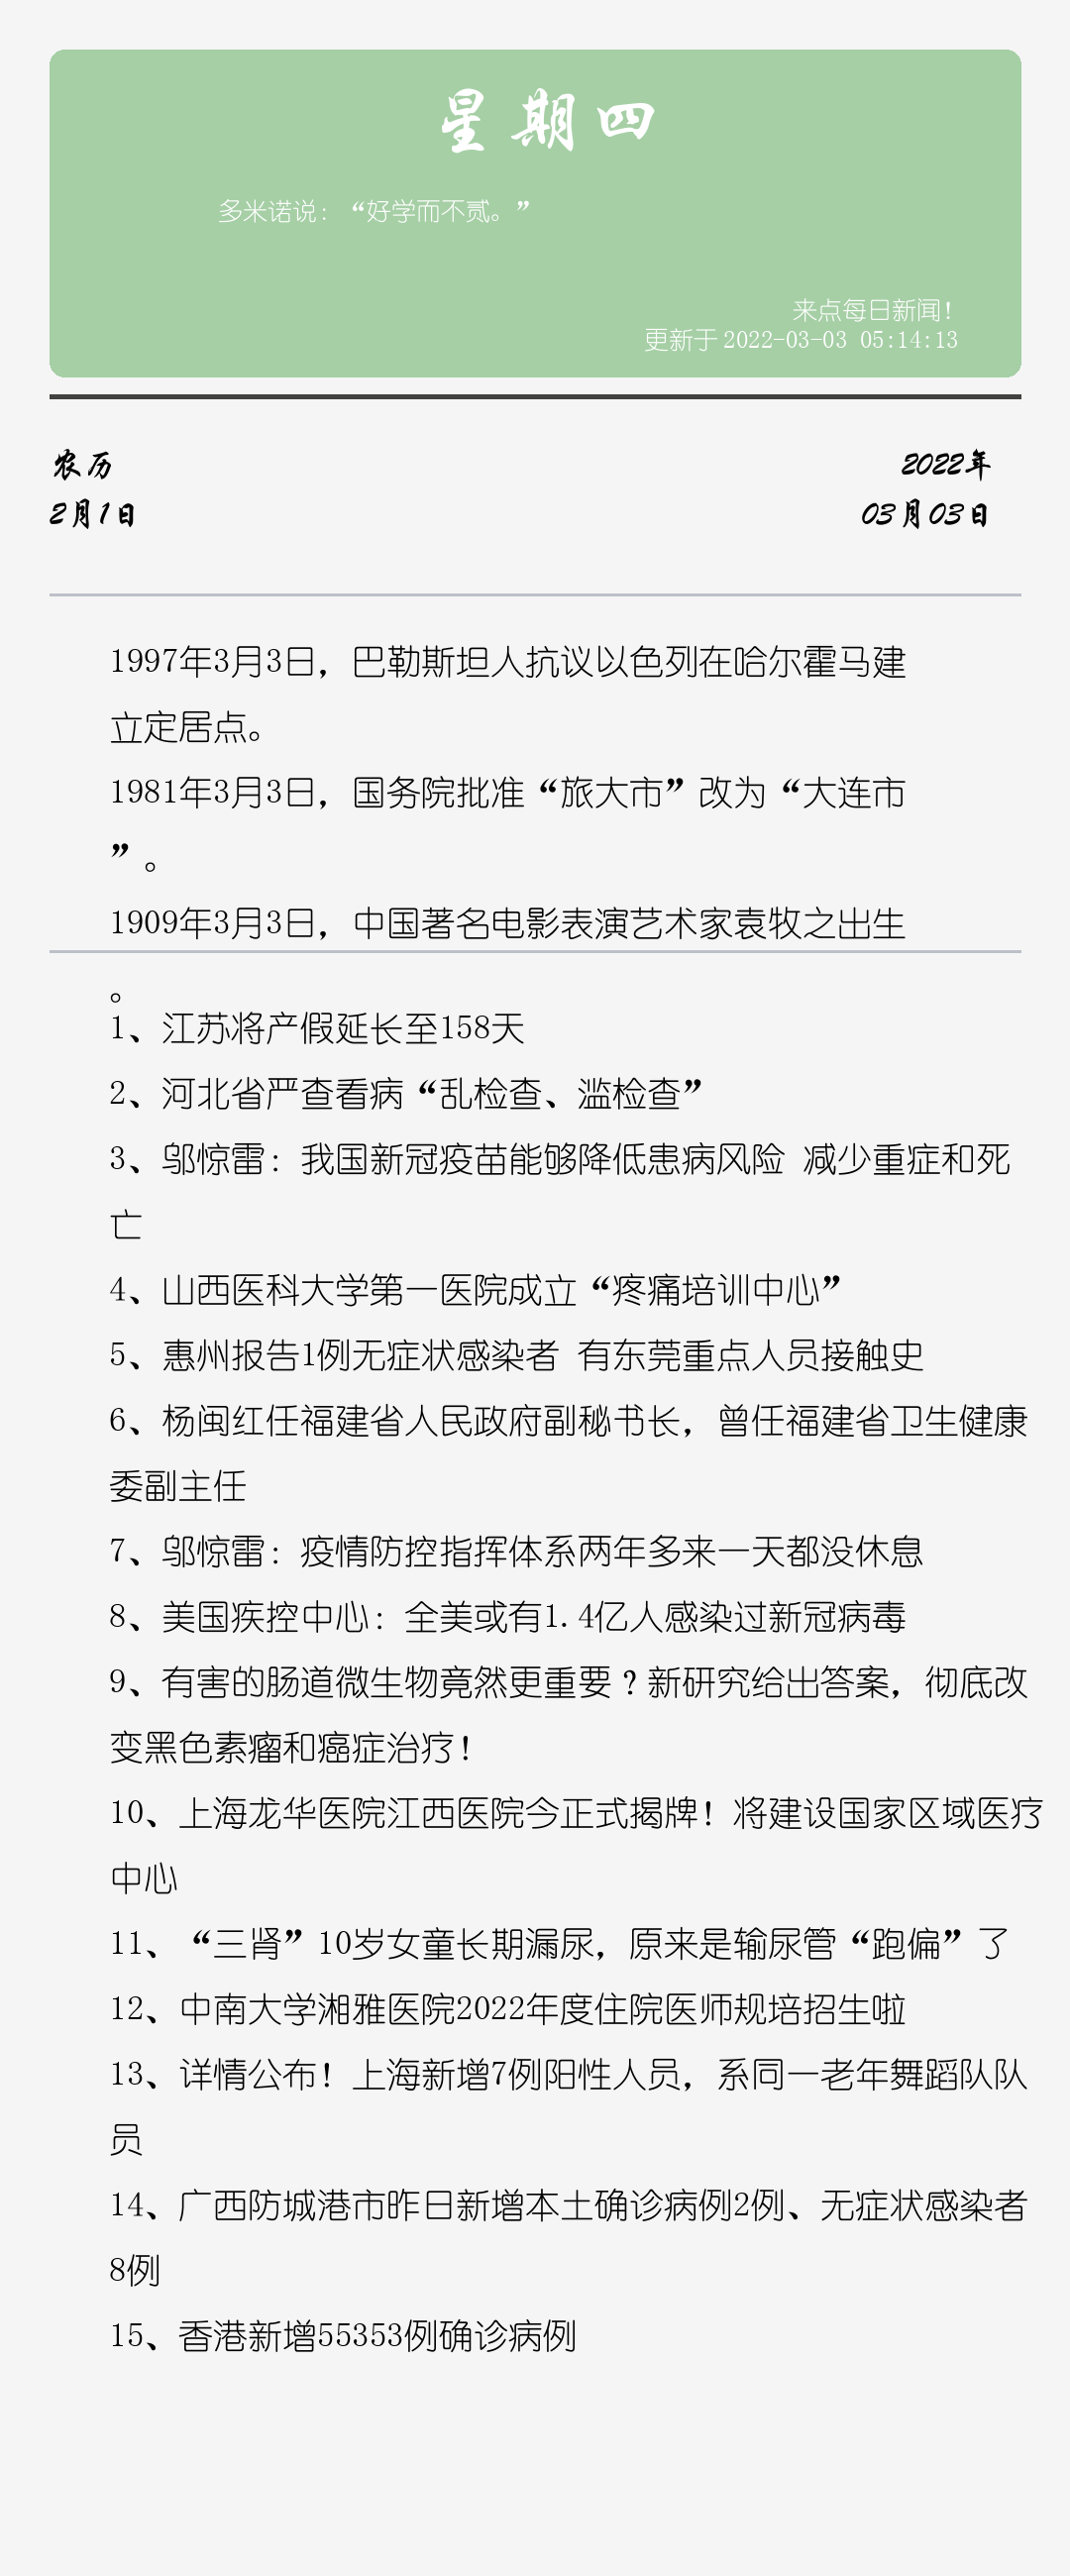 星期四
多米诺说：“好学而不贰。”
来点每日新闻！
更新于 2022-03-03 05:14:13
农历
2022年
2月1日
03月03日
1997年3月3日，巴勒斯坦人抗议以色列在哈尔霍马建
立定居点。
1981年3月3日，国务院批准“旅大市”改为“大连市
”。
1909年3月3日，中国著名电影表演艺术家袁牧之出生
。
1、江苏将产假延长至158天
2、河北省严查看病“乱检查、滥检查”
3、邬惊雷：我国新冠疫苗能够降低患病风险 减少重症和死
亡
4、山西医科大学第一医院成立“疼痛培训中心”
5、惠州报告1例无症状感染者 有东莞重点人员接触史
6、杨闽红任福建省人民政府副秘书长，曾任福建省卫生健康
委副主任
7、邬惊雷：疫情防控指挥体系两年多来一天都没休息
8、美国疾控中心：全美或有1.4亿人感染过新冠病毒
9、有害的肠道微生物竟然更重要？新研究给出答案，彻底改
变黑色素瘤和癌症治疗！
10、上海龙华医院江西医院今正式揭牌！将建设国家区域医疗
中心
11、“三肾”10岁女童长期漏尿，原来是输尿管“跑偏”了
12、中南大学湘雅医院2022年度住院医师规培招生啦
13、详情公布！上海新增7例阳性人员，系同一老年舞蹈队队
员
14、广西防城港市昨日新增本土确诊病例2例、无症状感染者
8例
15、香港新增55353例确诊病例